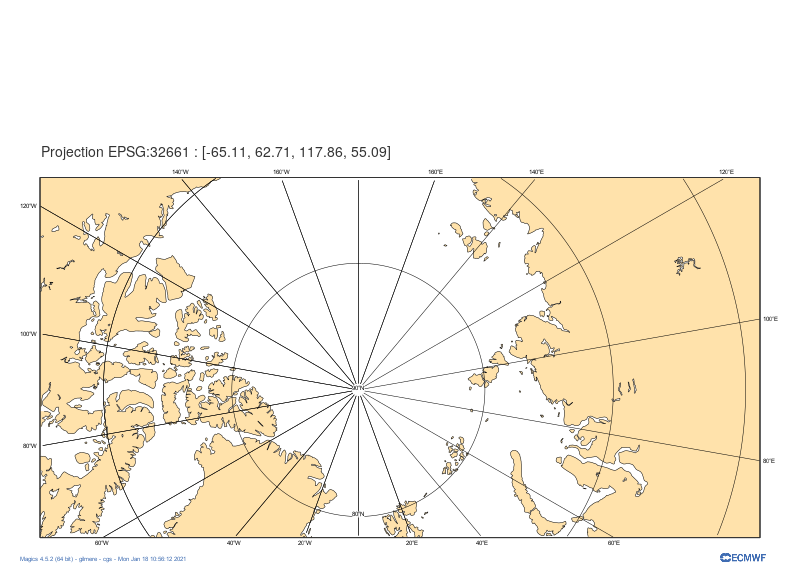 Projection EPSG:32661 : [-65.11, 62.71, 117.86, 55.09]
140°W 160°W 160°E 140°E 120°E
120°W
100°E
100°W
90°N
80°W
80°E
80°N
60°W 40°W 20°W 20°E 40°E 60°E
Magics 4.5.2 (64 bit) - gilmere - cgs - Mon Jan 18 10:56:12 2021
ECMWF